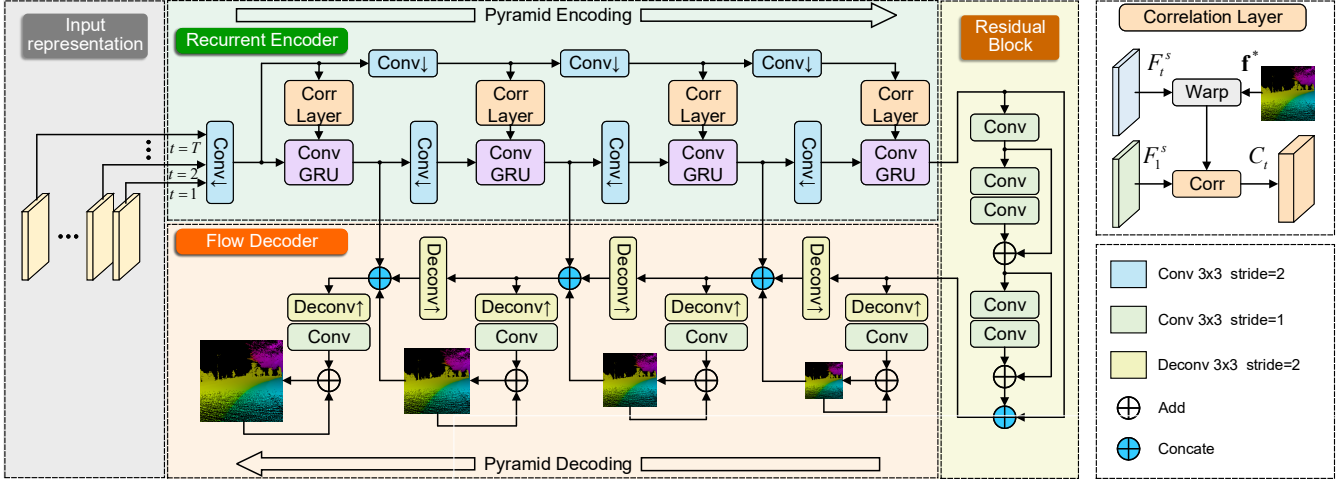 Input
representation
Pyramid Encoding
Recurrent Encoder
Conv↓
Conv↓
Conv↓
Corr
Layer
Corr
Layer
Corr
Layer
Corr
Layer
t = T
t=2
t=1
Conv↓
Conv
GRU
Conv↓
Conv
GRU
Conv↓
Conv
GRU
Conv↓
Conv
GRU
Flow Decoder
Deconv↑
Deconv↑
Deconv↑
Deconv↑
Conv
Deconv↑
Conv
Deconv↑
Conv
Deconv↑
Conv
Pyramid Decoding
Residual
Block
Conv
Conv
Conv
Conv
Conv
Correlation Layer
F_t^s
f*
Warp
F_1^s
Corr
C_t
Conv 3x3 stride=2
Conv 3x3 stride=1
Deconv 3x3 stride=2
Add
Concate